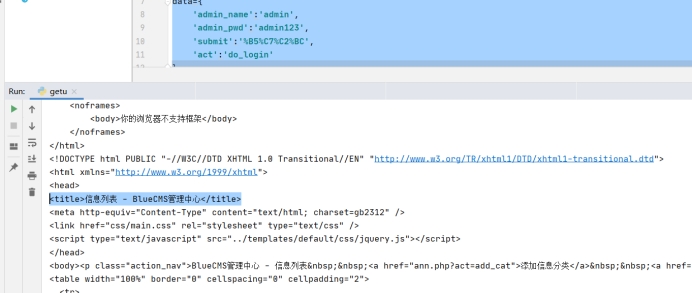 7 data={
8 'admin_name':'admin',
9 'admin_pwd':'admin123',
10 'submit':'%B5%C7%C2%BC',
11 'act':'do_login'
Run: getu ×
<noframes>
<body>你的浏览器不支持框架</body>
</noframes>
</html>
<!DOCTYPE html PUBLIC "-//W3C//DTD XHTML 1.0 Transitional//EN" "http://www.w3.org/TR/xhtml1/DTD/xhtml1-transitional.dtd">
<html xmlns="http://www.w3.org/1999/xhtml">
<head>
<title>信息列表 - BlueCMS管理中心</title>
<meta http-equiv="Content-Type" content="text/html; charset=gb2312" />
<link href="css/main.css" rel="stylesheet" type="text/css" />
<script type="text/javascript" src="../templates/default/css/jquery.js"></script>
</head>
<body><p class="action_nav">BlueCMS管理中心 - 信息列表&nbsp;&nbsp;<a href="ann.php?act=add_cat">添加信息分类</a>&nbsp;&nbsp;<a href=
<table width="100%" border="0" cellspacing="0" cellpadding="2">
<tr>